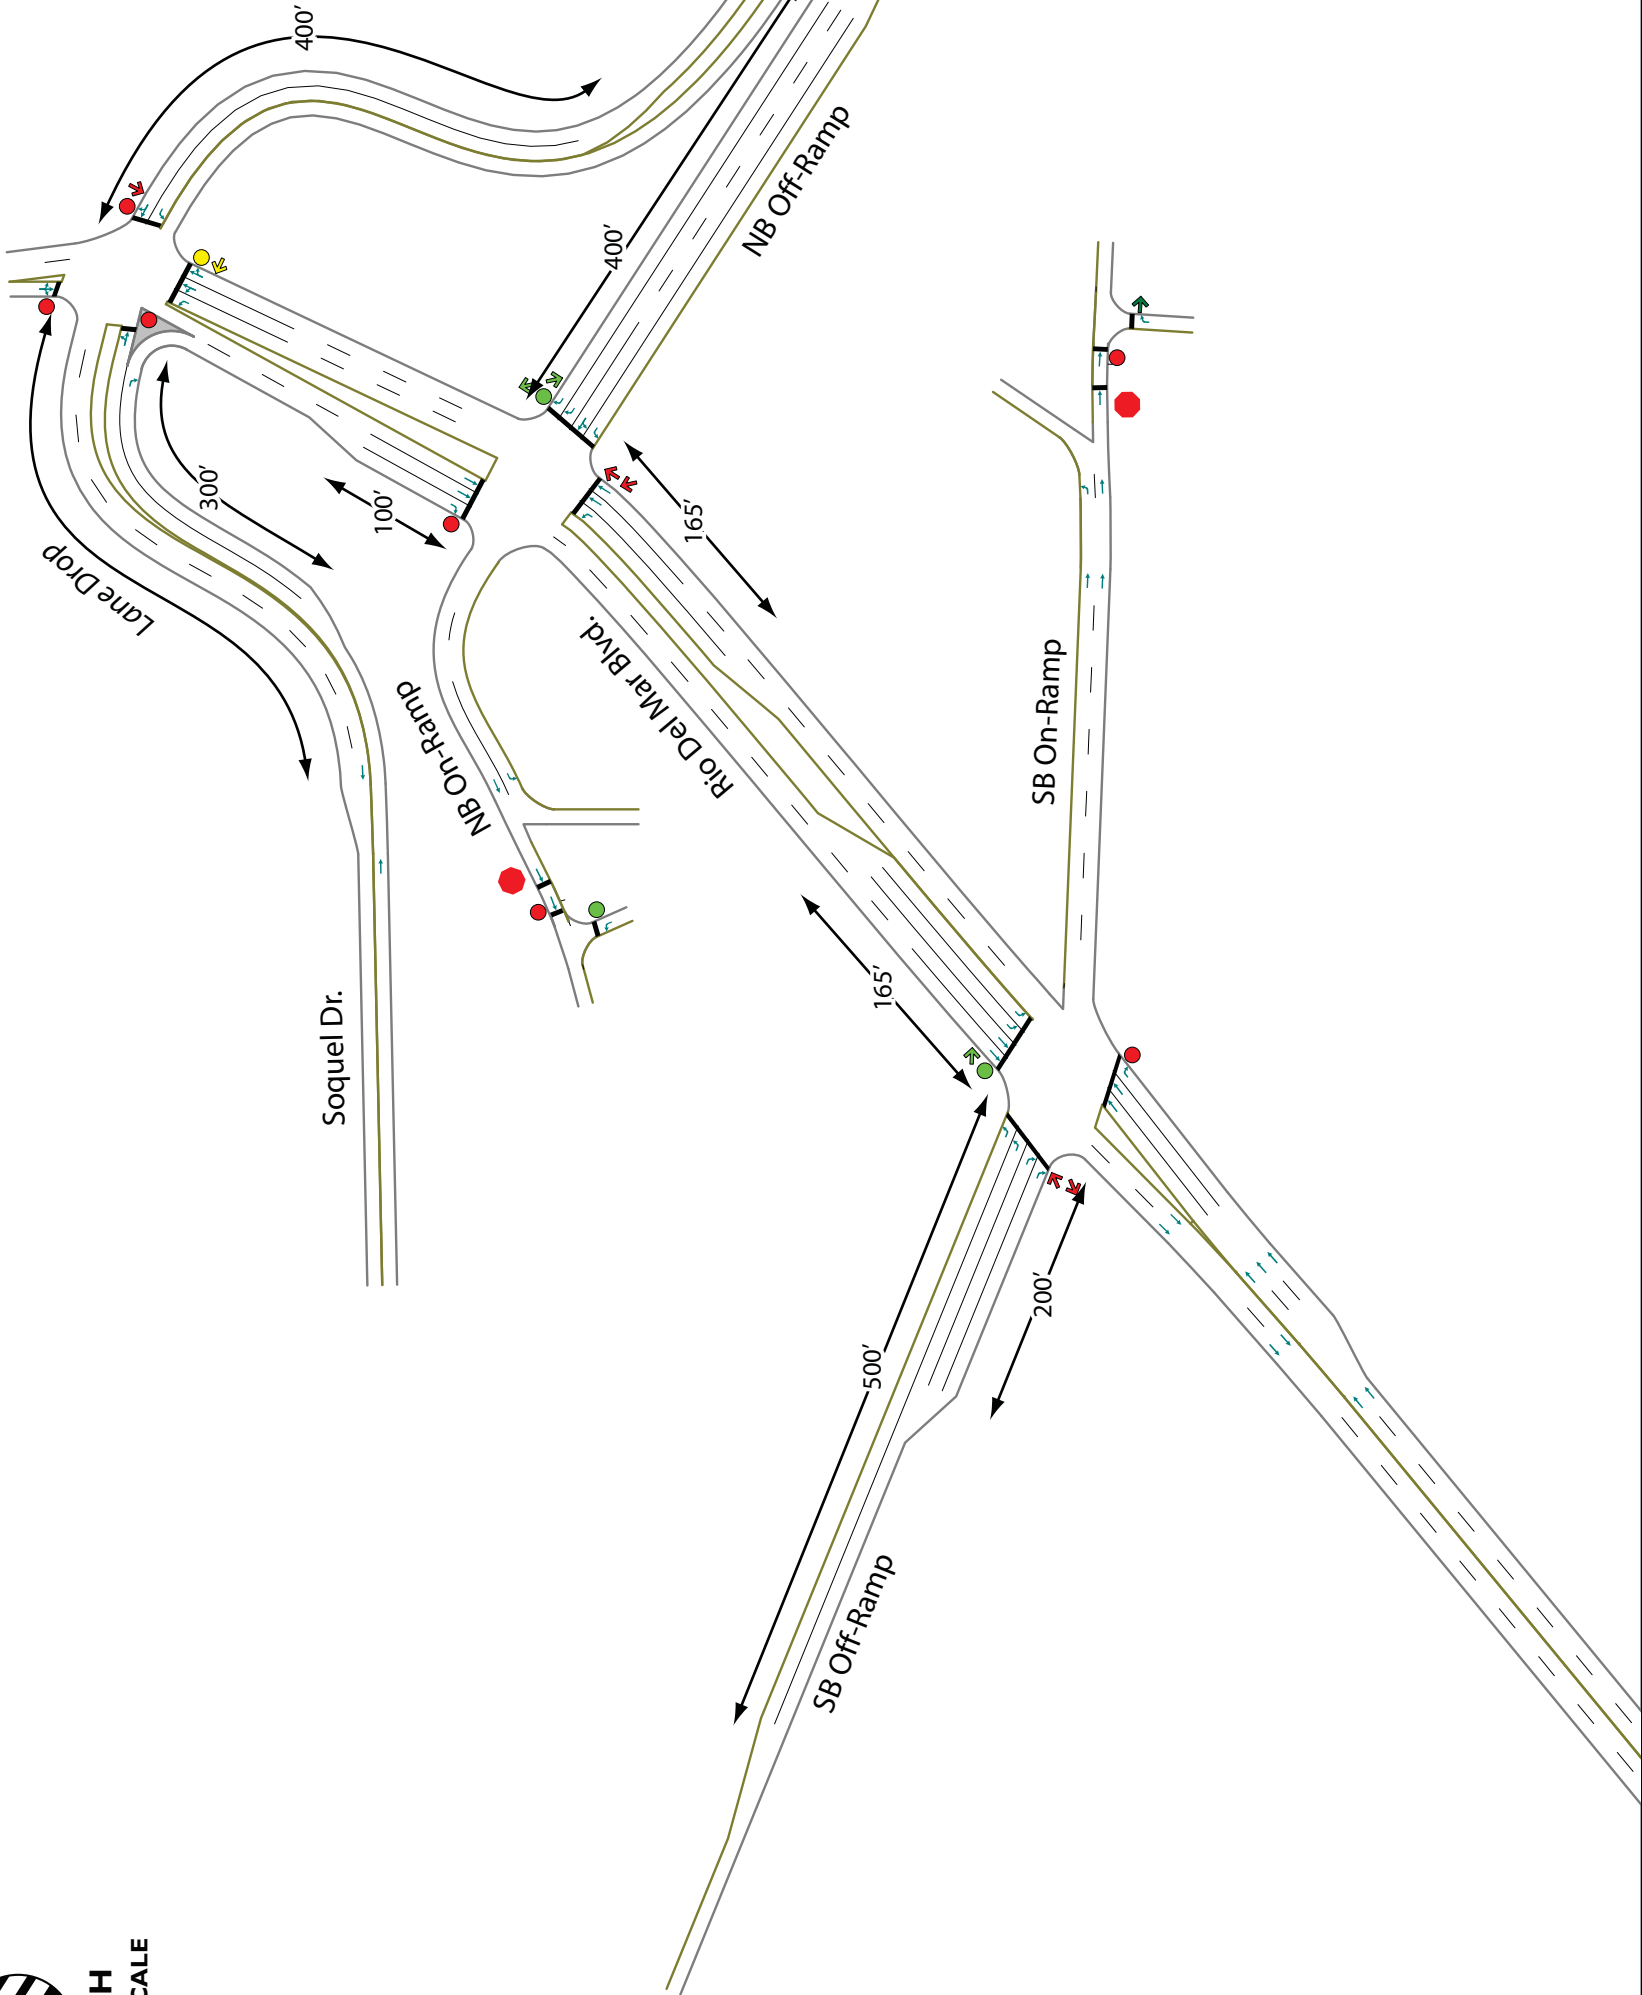 400′
NB Off-Ramp
400′
300′
100′
165′
Lane Drop
Rio Del Mar Blvd.
NB On-Ramp
SB On-Ramp
165′
Soquel Dr.
200′
500′
SB Off-Ramp
H
CALE